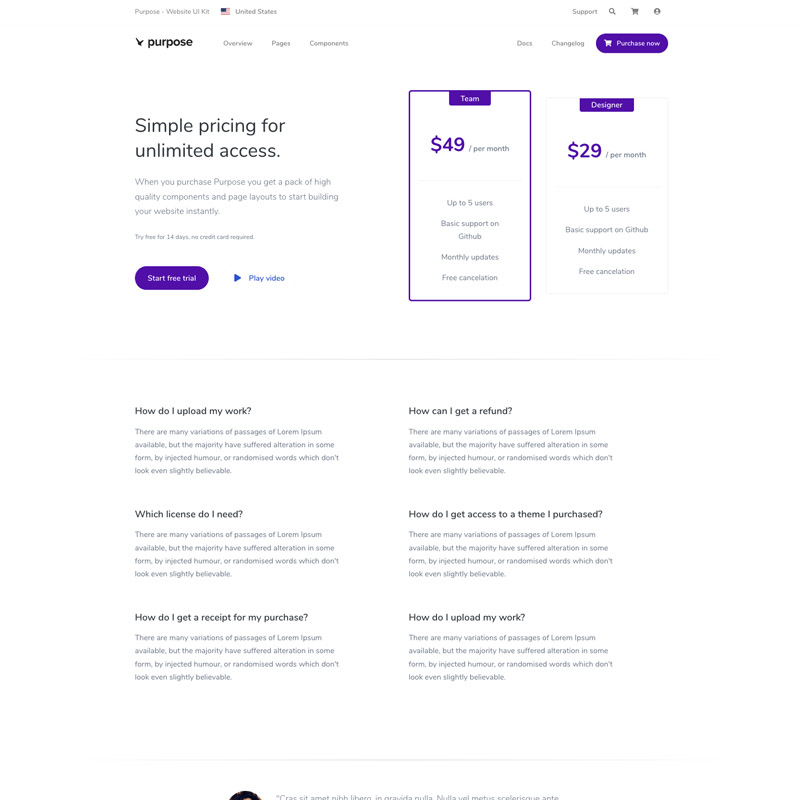 Purpose - Website UI Kit United States Support
purpose Overview Pages Components Docs Changelog Purchase now
Simple pricing for
unlimited access.
When you purchase Purpose you get a pack of high
quality components and page layouts to start building
your website instantly.
Try free for 14 days, no credit card required.
Start free trial Play video
Team
$49 / per month
Up to 5 users
Basic support on
Github
Monthly updates
Free cancelation
Designer
$29 / per month
Up to 5 users
Basic support on Github
Monthly updates
Free cancelation
How do I upload my work?
There are many variations of passages of Lorem Ipsum
available, but the majority have suffered alteration in some
form, by injected humour, or randomised words which don't
look even slightly believable.
How can I get a refund?
There are many variations of passages of Lorem Ipsum
available, but the majority have suffered alteration in some
form, by injected humour, or randomised words which don't
look even slightly believable.
Which license do I need?
There are many variations of passages of Lorem Ipsum
available, but the majority have suffered alteration in some
form, by injected humour, or randomised words which don't
look even slightly believable.
How do I get access to a theme I purchased?
There are many variations of passages of Lorem Ipsum
available, but the majority have suffered alteration in some
form, by injected humour, or randomised words which don't
look even slightly believable.
How do I get a receipt for my purchase?
There are many variations of passages of Lorem Ipsum
available, but the majority have suffered alteration in some
form, by injected humour, or randomised words which don't
look even slightly believable.
How do I upload my work?
There are many variations of passages of Lorem Ipsum
available, but the majority have suffered alteration in some
form, by injected humour, or randomised words which don't
look even slightly believable.
"Cras sit amet nibh libero, in gravida nulla. Nulla vel metus scelerisque ante